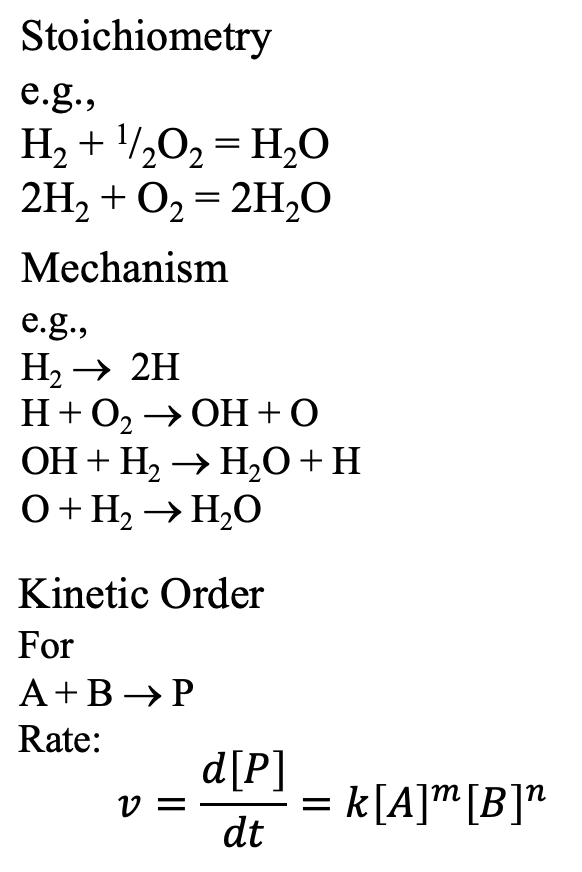 Stoichiometry
e.g.,
H₂ + ¹/₂O₂ = H₂O
2H₂ + O₂ = 2H₂O
Mechanism
e.g.,
H₂ → 2H
H + O₂ → OH + O
OH + H₂ → H₂O + H
O + H₂ → H₂O
Kinetic Order
For
A + B → P
Rate:
v = d[P]/dt = k[A]ᵐ[B]ⁿ